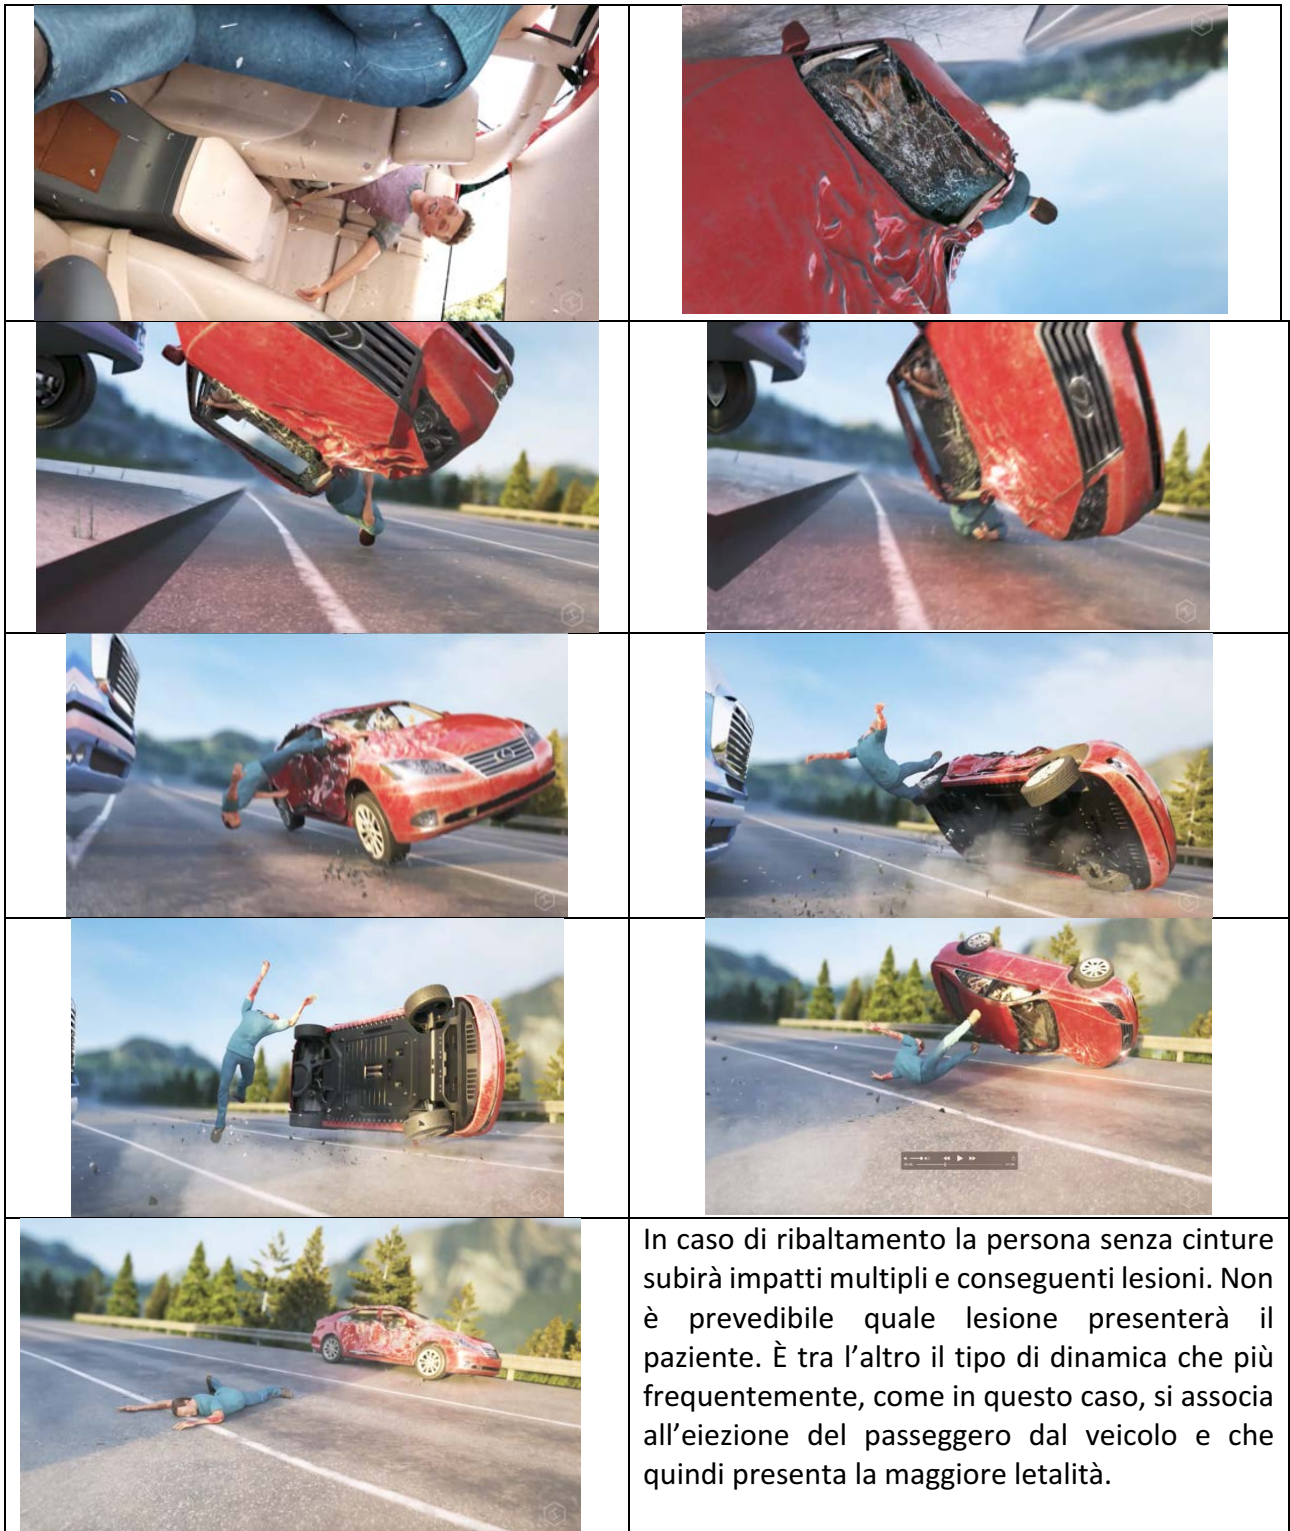 In caso di ribaltamento la persona senza cinture
subirà impatti multipli e conseguenti lesioni. Non
è prevedibile quale lesione presenterà il
paziente. È tra l’altro il tipo di dinamica che più
frequentemente, come in questo caso, si associa
all’eiezione del passeggero dal veicolo e che
quindi presenta la maggiore letalità.